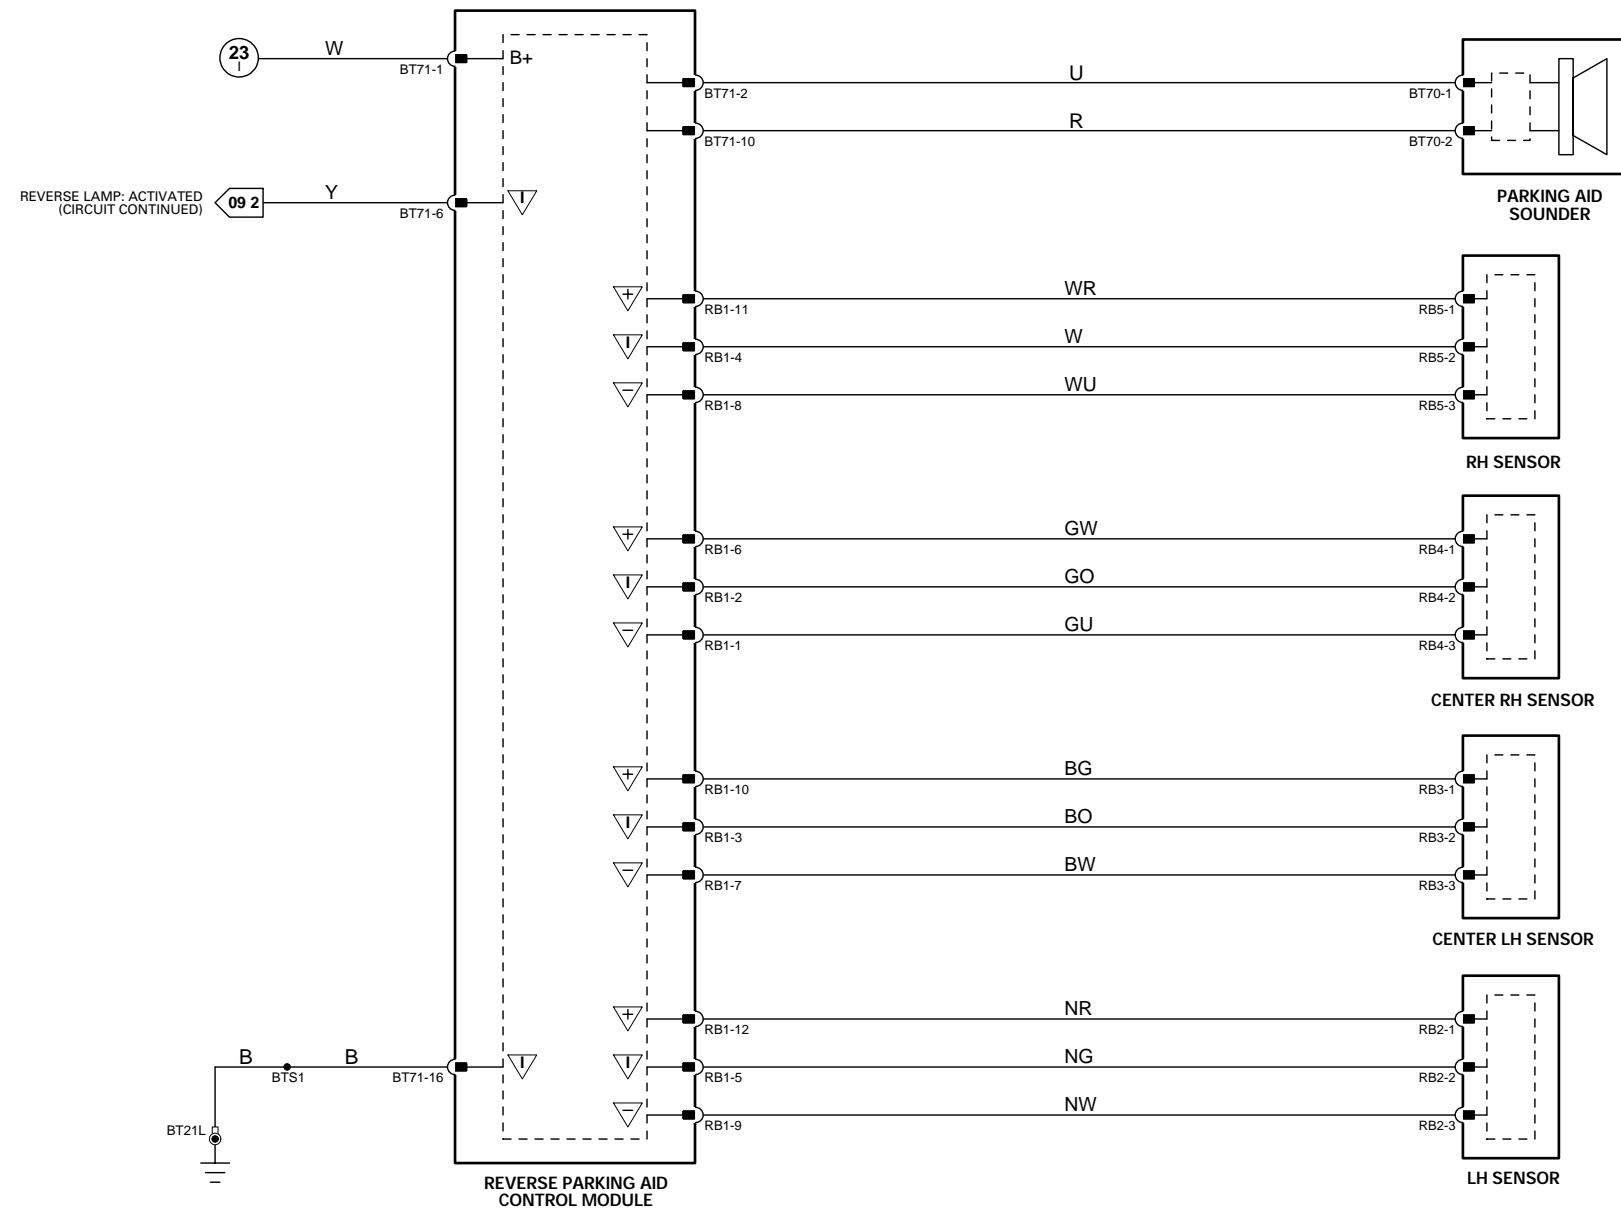 23
I
W
BT71-1
B+
BT71-2
U
BT70-1
BT71-10
R
BT70-2
PARKING AID
SOUNDER
REVERSE LAMP: ACTIVATED
(CIRCUIT CONTINUED)
09 2
Y
BT71-6
I
+
RB1-11
WR
RB5-1
I
RB1-4
W
RB5-2
–
RB1-8
WU
RB5-3
RH SENSOR
+
RB1-6
GW
RB4-1
I
RB1-2
GO
RB4-2
–
RB1-1
GU
RB4-3
CENTER RH SENSOR
+
RB1-10
BG
RB3-1
I
RB1-3
BO
RB3-2
–
RB1-7
BW
RB3-3
CENTER LH SENSOR
+
RB1-12
NR
RB2-1
B
BTS1
B
BT71-16
I
I
RB1-5
NG
RB2-2
–
RB1-9
NW
RB2-3
BT21L
LH SENSOR
REVERSE PARKING AID
CONTROL MODULE